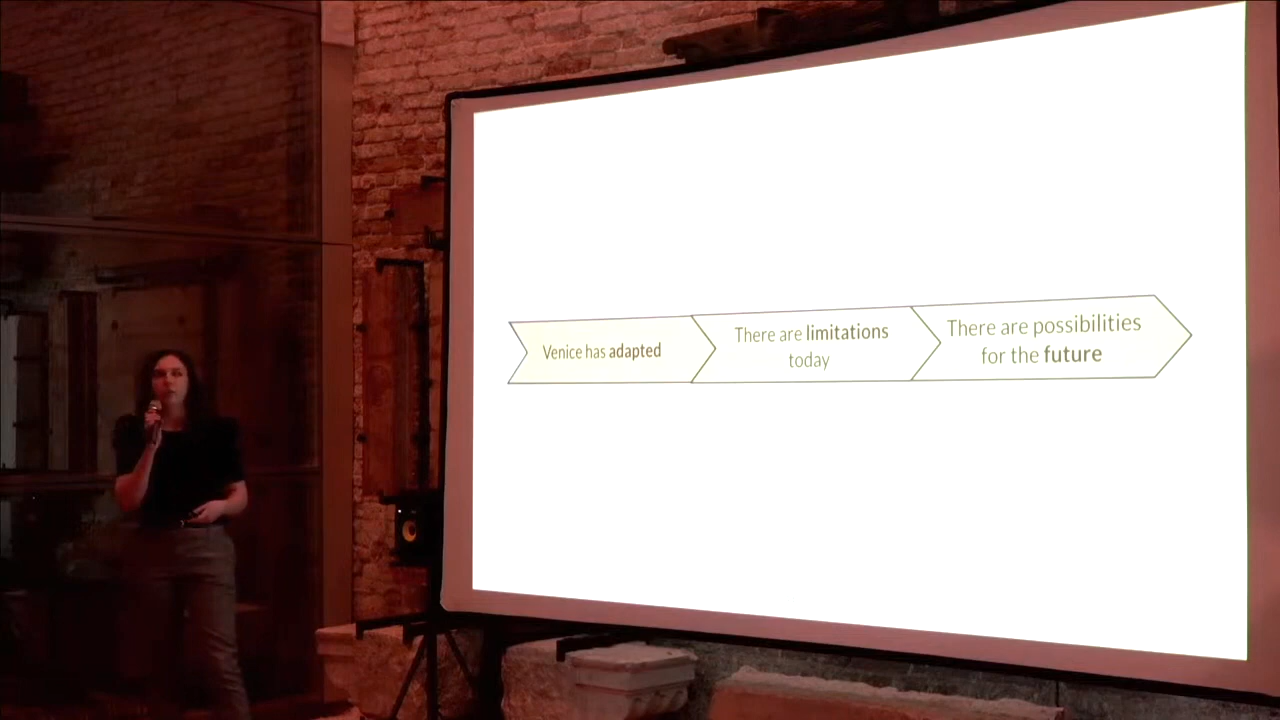 Venice has adapted
There are limitations
today
There are possibilities
for the future